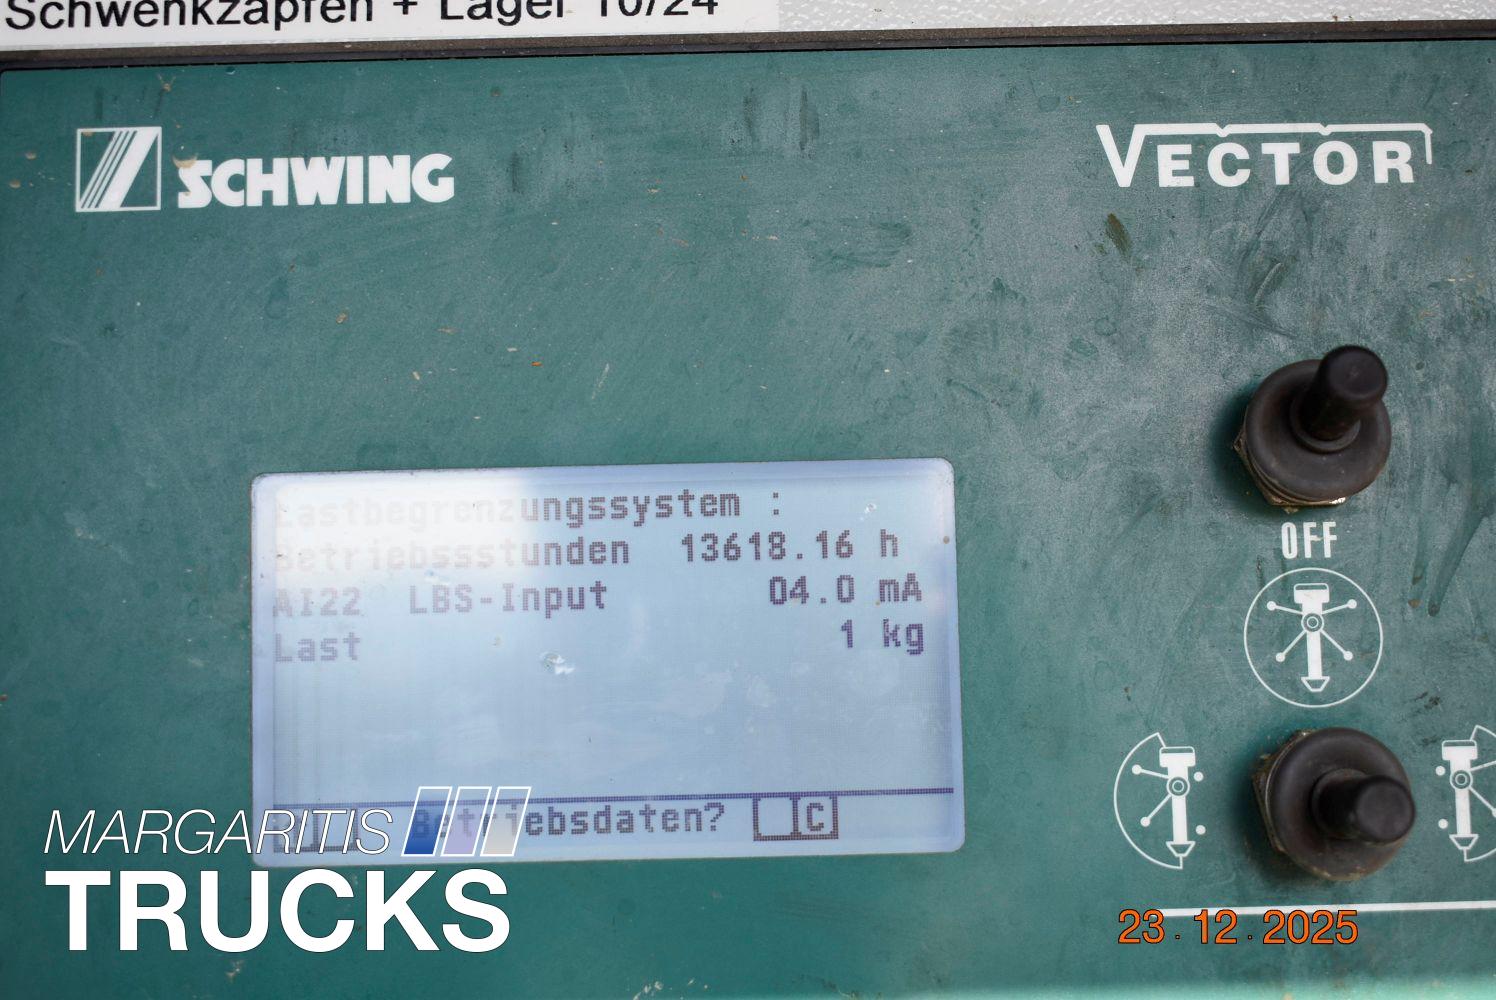 Schwenkzapfen + Lager 10/24
SCHWING
VECTOR
Lastbegrenzungssystem :
Betriebssstunden 13618.16 h
AI22 LBS-Input 04.0 mA
Last 1 kg
OFF
Betriebsdaten? C
MARGARITIS
TRUCKS
23.12.2025